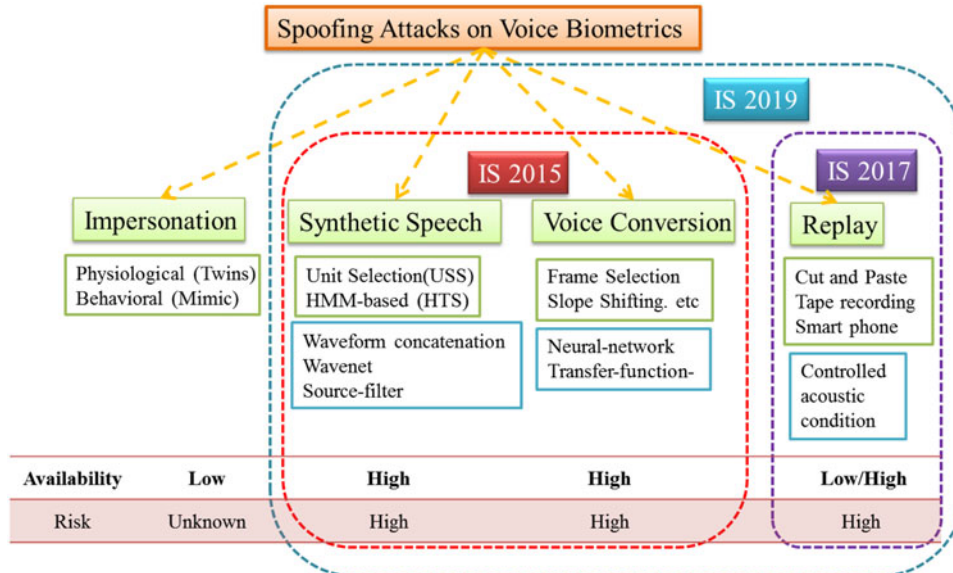 Spoofing Attacks on Voice Biometrics
IS 2019
IS 2015
IS 2017
Impersonation
Physiological (Twins)
Behavioral (Mimic)
Synthetic Speech
Unit Selection(USS)
HMM-based (HTS)
Waveform concatenation
Wavenet
Source-filter
Voice Conversion
Frame Selection
Slope Shifting. etc
Neural-network
Transfer-function-
Replay
Cut and Paste
Tape recording
Smart phone
Controlled
acoustic
condition
Availability Low High High Low/High
Risk Unknown High High High